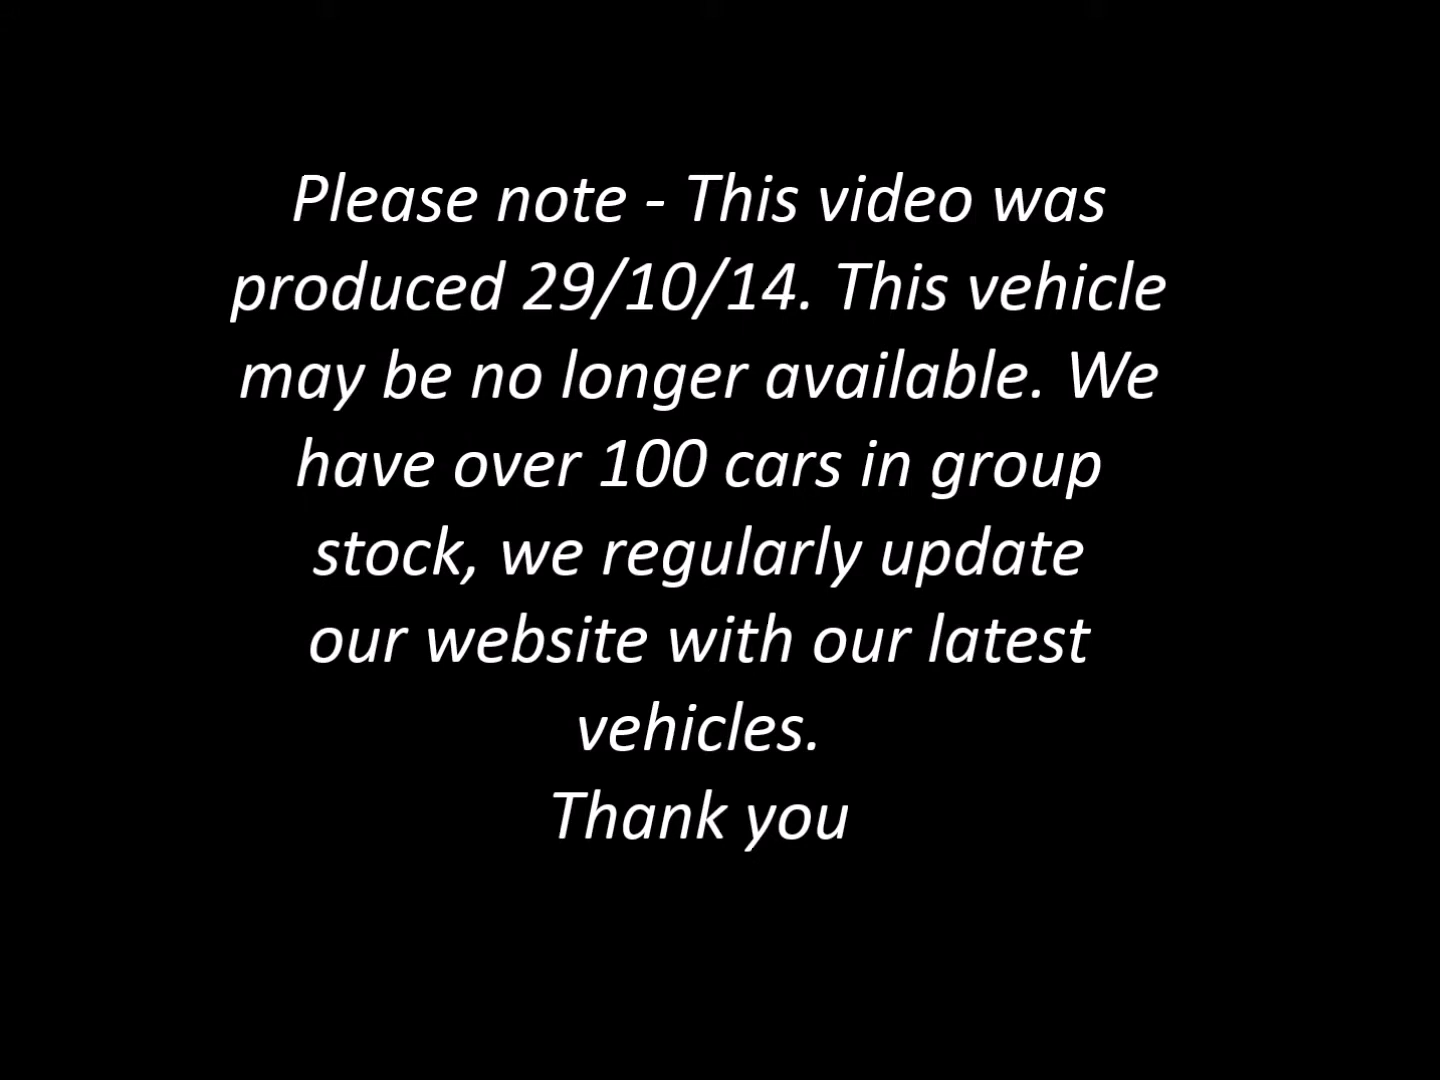 Please note - This video was
produced 29/10/14. This vehicle
may be no longer available. We
have over 100 cars in group
stock, we regularly update
our website with our latest
vehicles.
Thank you